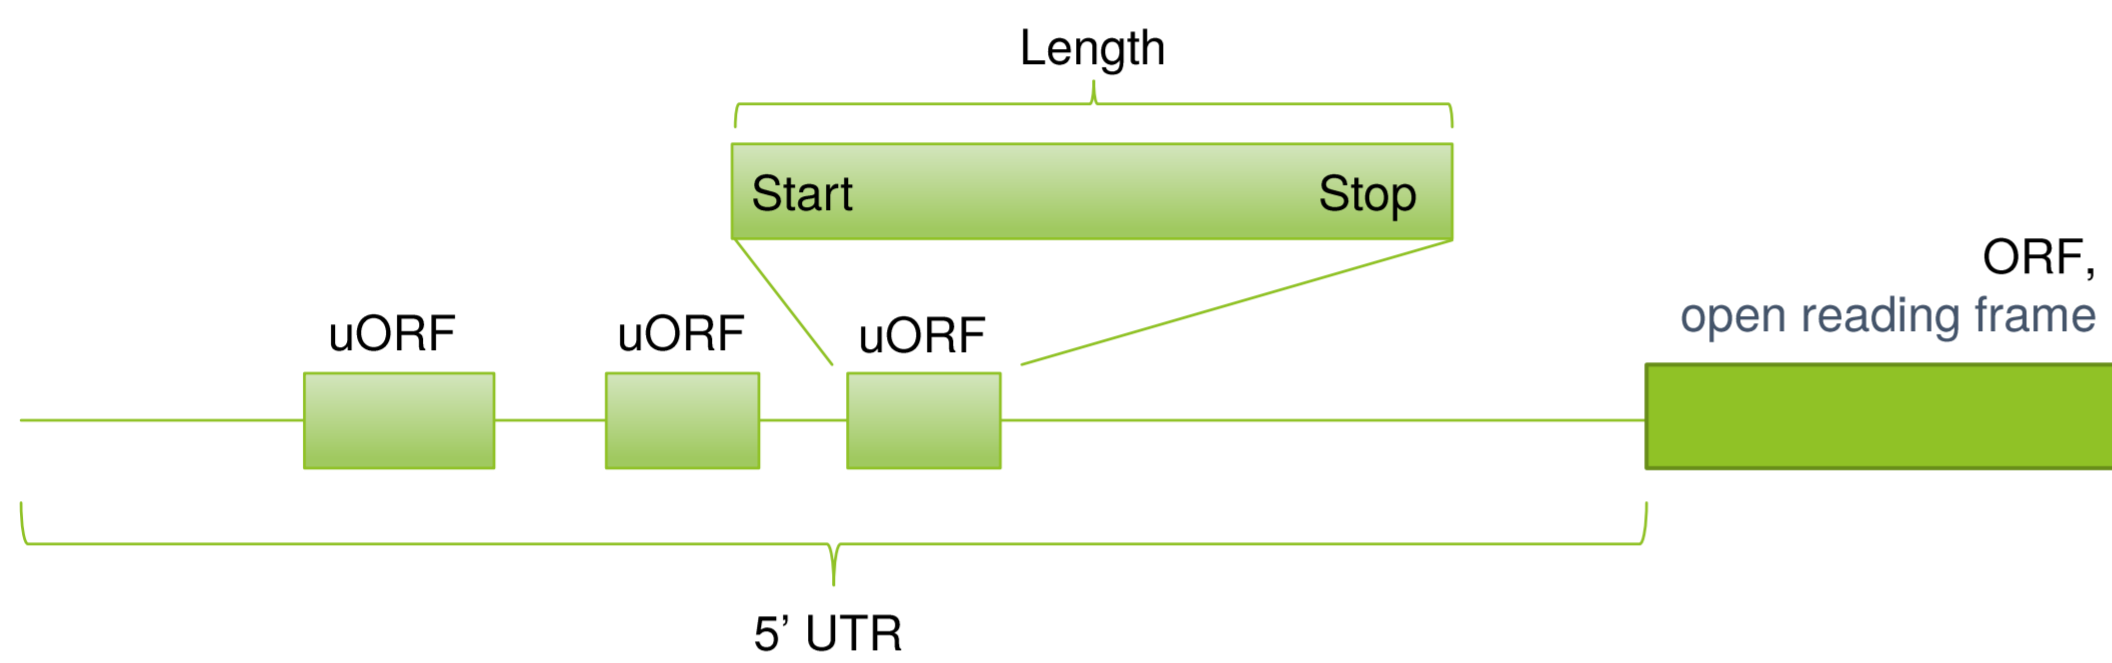 Length
Start Stop
ORF,
open reading frame
uORF uORF uORF
5’ UTR